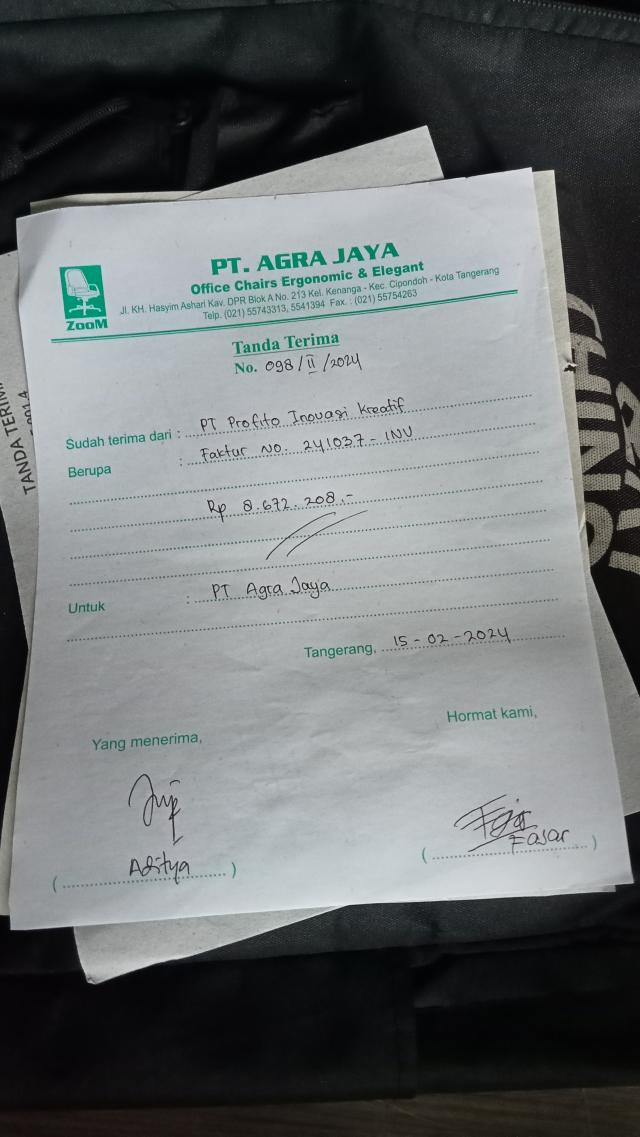 PT. AGRA JAYA
Office Chairs Ergonomic & Elegant
Jl. KH. Hasyim Ashari Kav. DPR Blok A No. 213 Kel. Kenanga - Kec. Cipondoh - Kota Tangerang
Telp. (021) 55743313, 5541394 Fax. : (021) 55754263
ZooM
Tanda Terima
No. 098/II/2024
Sudah terima dari : PT Profito Inovasi Kreatif
Berupa : Faktur NO. 241037-INV
Rp 8.672.208.-
Untuk : PT Agra Jaya
Tangerang, 15-02-2024
Yang menerima,
Hormat kami,
( Aditya )
( Fasar )
TANDA TERIM